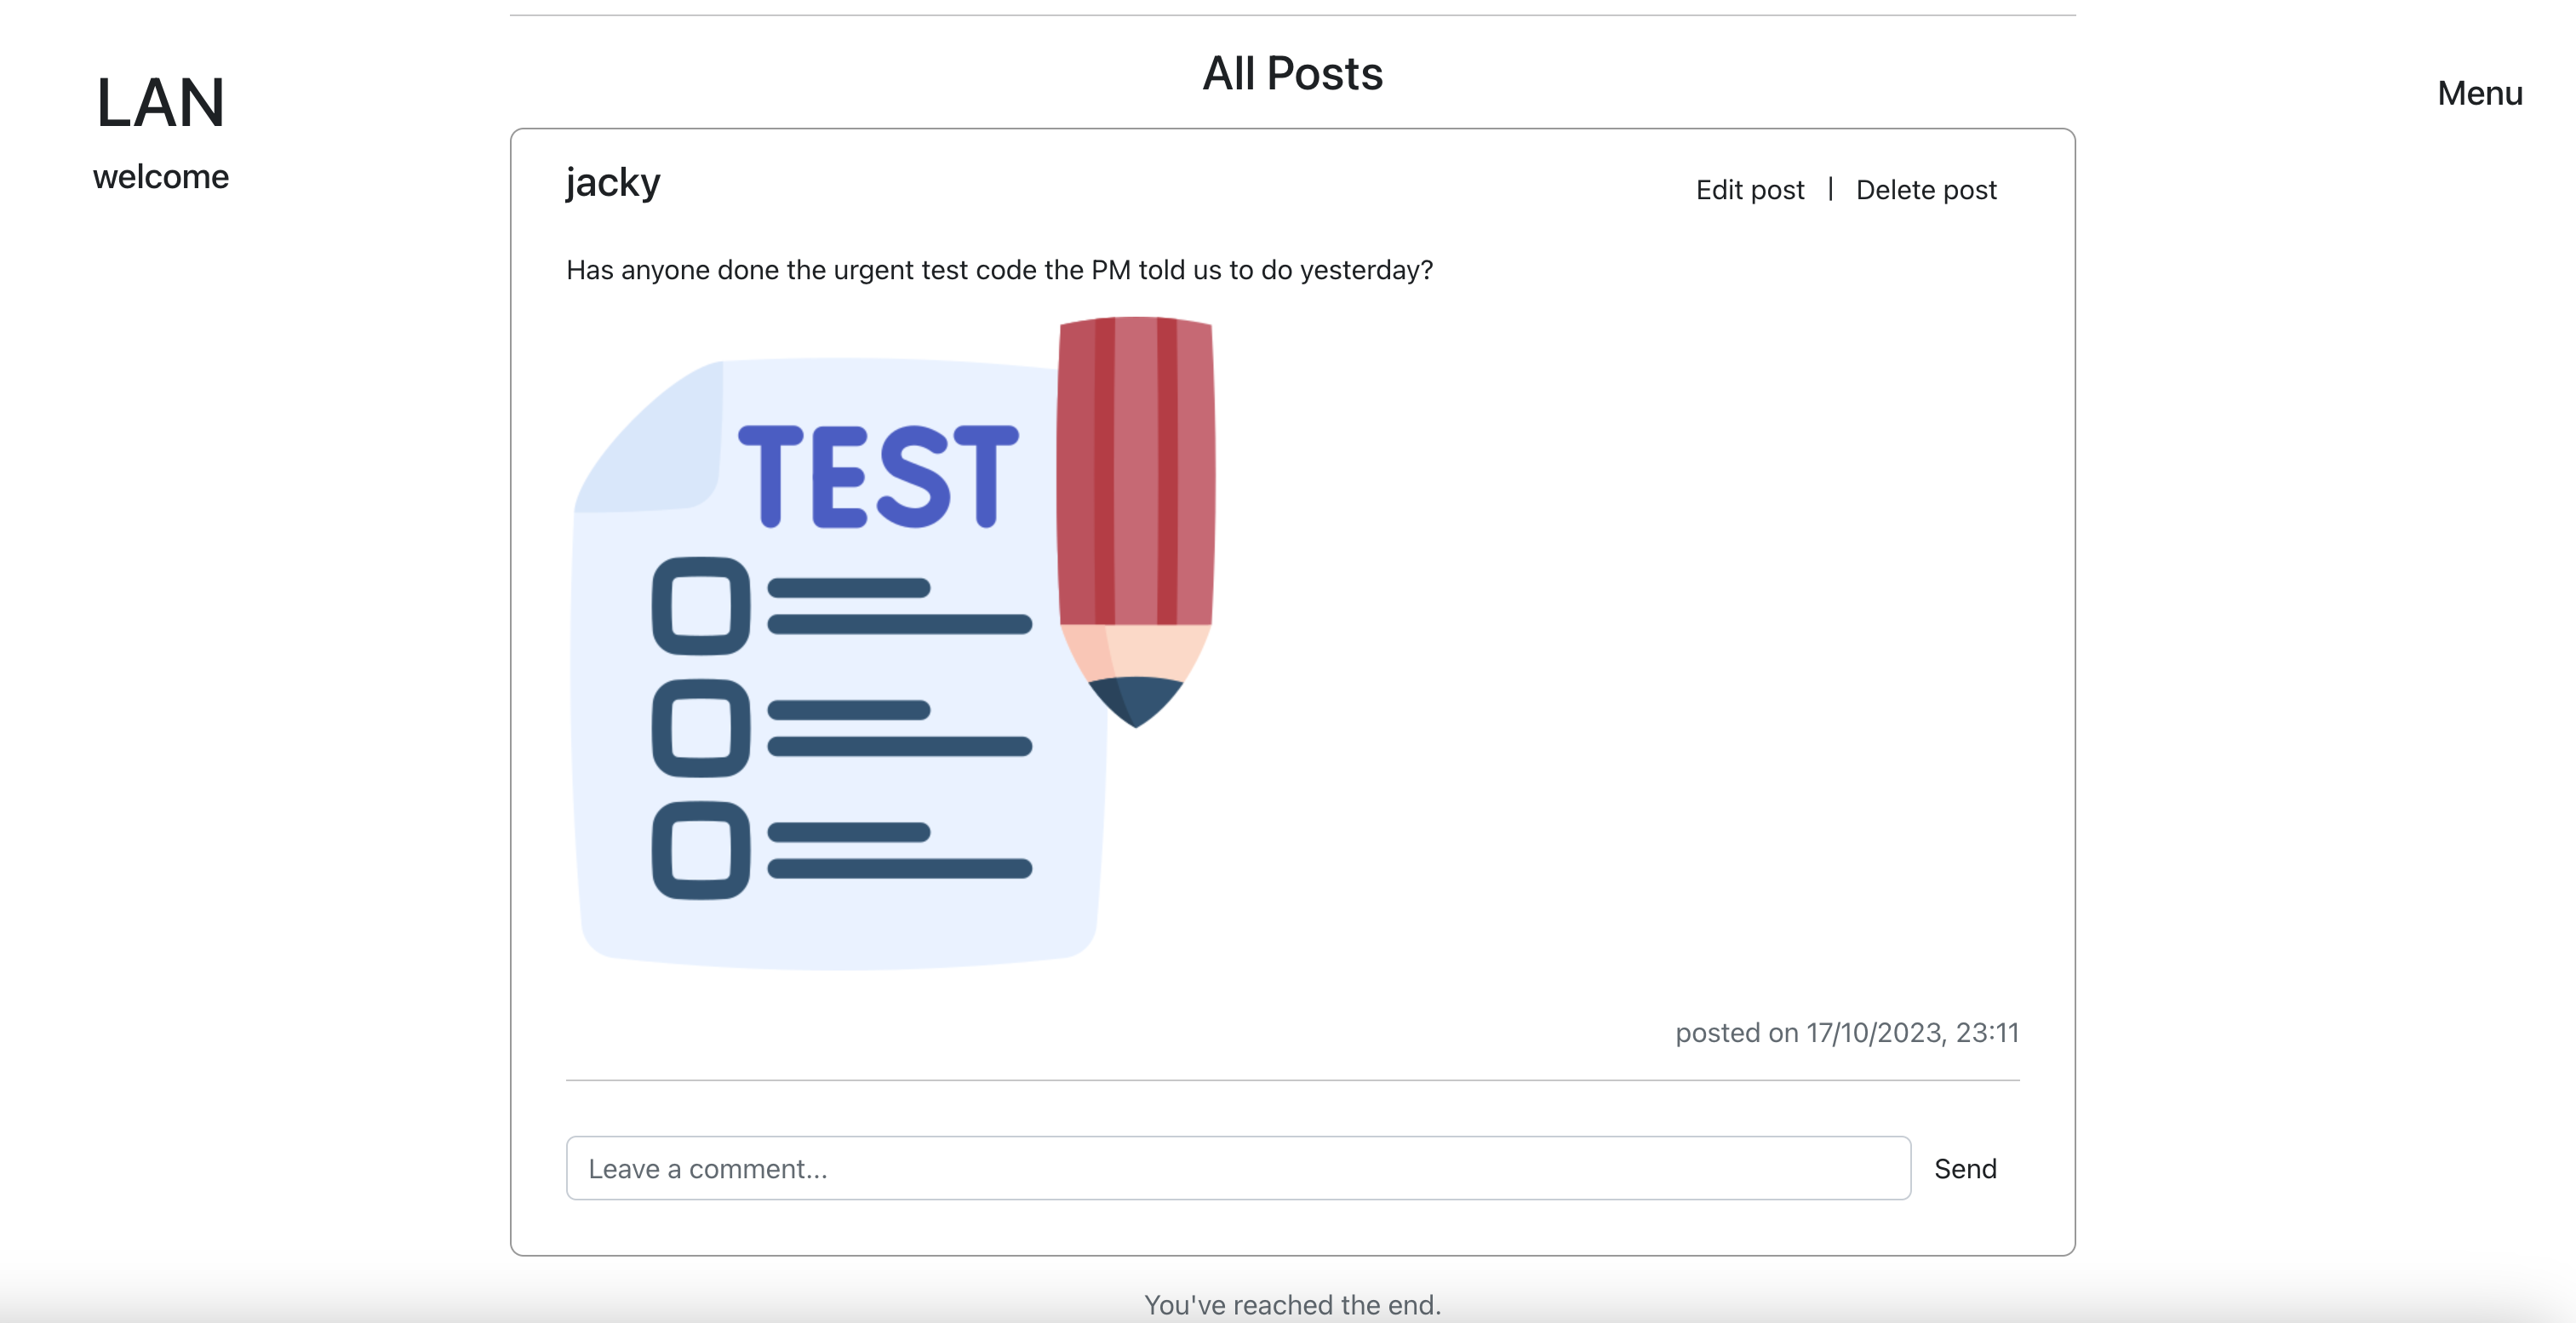 All Posts
LAN
welcome
Menu
jacky
Edit post | Delete post
Has anyone done the urgent test code the PM told us to do yesterday?
TEST
posted on 17/10/2023, 23:11
Leave a comment...
Send
You've reached the end.